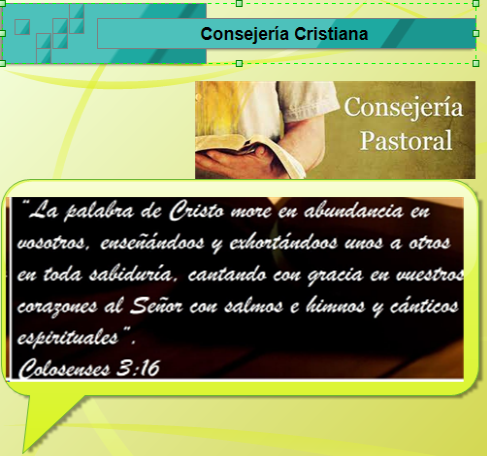 Consejería Cristiana
Consejería
Pastoral
“La palabra de Cristo more en abundancia en
vosotros, enseñándoos y exhortándoos unos a otros
en toda sabiduría, cantando con gracia en vuestros
corazones al Señor con salmos e himnos y cánticos
espirituales”.
Colosenses 3:16